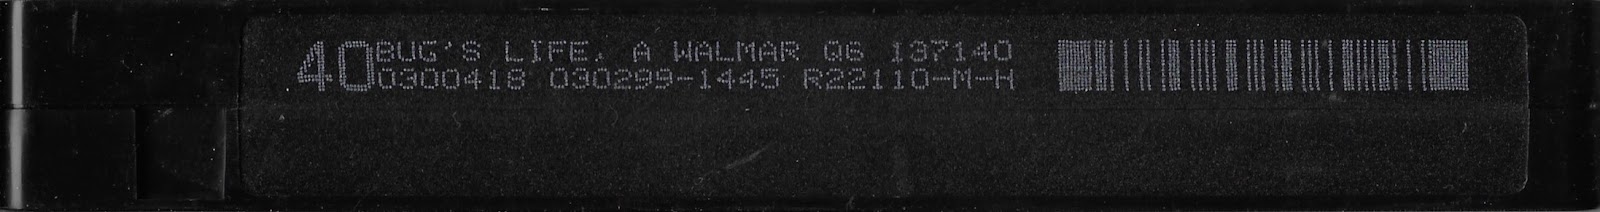 40
BUG'S LIFE, A WALMAR Q6 137140
0300418 030299-1445 R22110-M-H